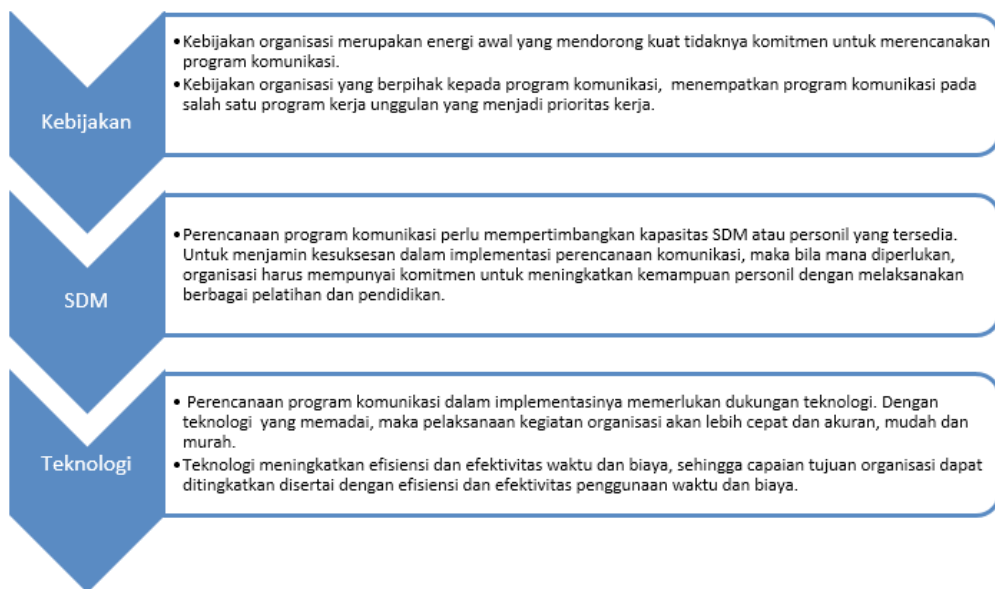 Kebijakan
•Kebijakan organisasi merupakan energi awal yang mendorong kuat tidaknya komitmen untuk merencanakan
program komunikasi.
•Kebijakan organisasi yang berpihak kepada program komunikasi, menempatkan program komunikasi pada
salah satu program kerja unggulan yang menjadi prioritas kerja.
SDM
•Perencanaan program komunikasi perlu mempertimbangkan kapasitas SDM atau personil yang tersedia.
Untuk menjamin kesuksesan dalam implementasi perencanaan komunikasi, maka bila mana diperlukan,
organisasi harus mempunyai komitmen untuk meningkatkan kemampuan personil dengan melaksanakan
berbagai pelatihan dan pendidikan.
Teknologi
• Perencanaan program komunikasi dalam implementasinya memerlukan dukungan teknologi. Dengan
teknologi yang memadai, maka pelaksanaan kegiatan organisasi akan lebih cepat dan akuran, mudah dan
murah.
•Teknologi meningkatkan efisiensi dan efektivitas waktu dan biaya, sehingga capaian tujuan organisasi dapat
ditingkatkan disertai dengan efisiensi dan efektivitas penggunaan waktu dan biaya.